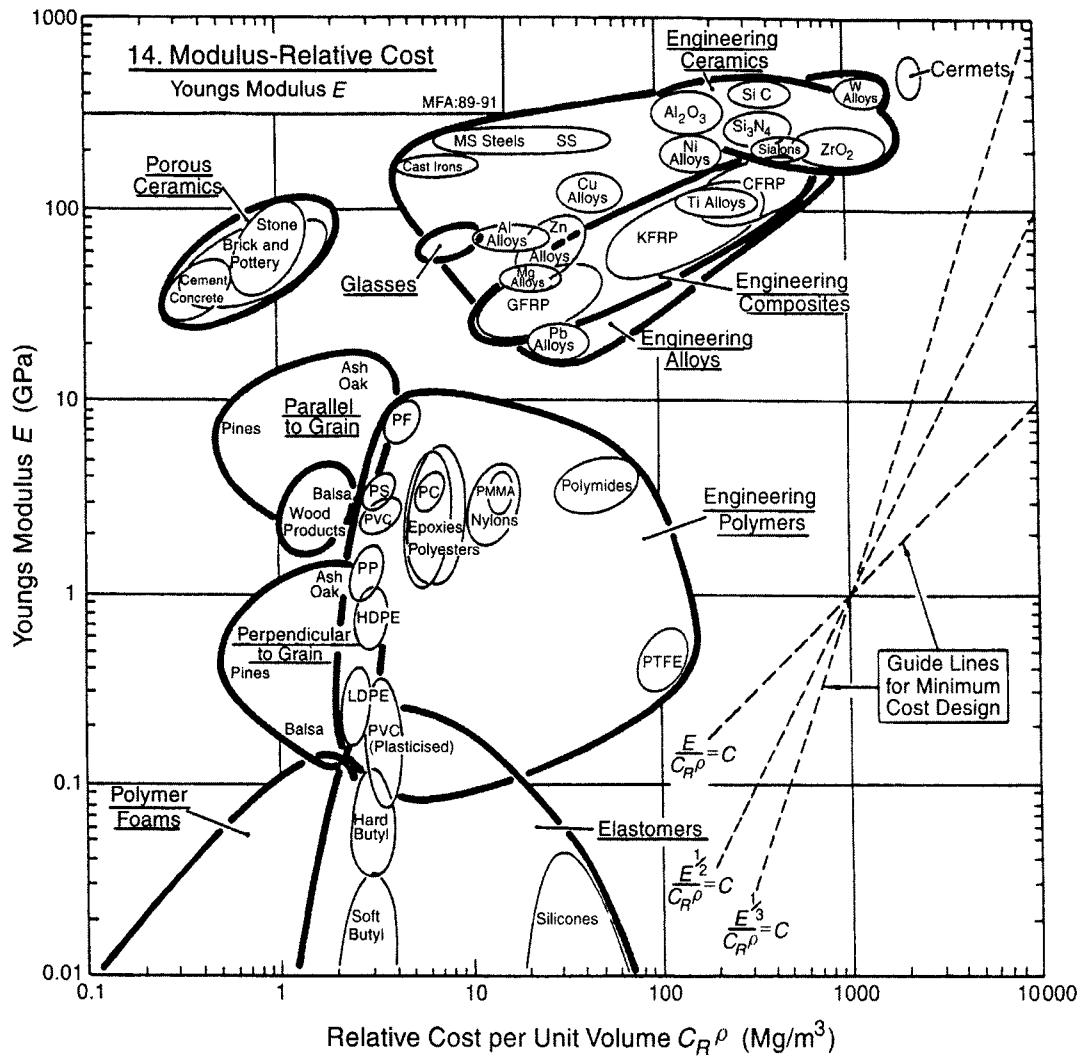 14. Modulus-Relative Cost
Youngs Modulus E
MFA:89-91
Engineering
Ceramics
Cermets
W
Alloys
Si C
Al2O3
Si3N4
Sialons
ZrO2
MS Steels SS
Ni
Alloys
Cast Irons
Cu
Alloys
CFRP
Ti Alloys
KFRP
Porous
Ceramics
Stone
Brick and
Pottery
Cement
Concrete
Glasses
Al
Alloys
Zn
Alloys
Mg
Alloys
GFRP
Pb
Alloys
Engineering
Composites
Engineering
Alloys
Ash
Oak
Parallel
to Grain
Pines
Balsa
Wood
Products
PF
PS
PVC
PC
Epoxies
Polyesters
PMMA
Nylons
Polymides
Engineering
Polymers
PP
HDPE
Ash
Oak
Perpendicular
to Grain
Pines
Balsa
LDPE
PVC
(Plasticised)
PTFE
Guide Lines
for Minimum
Cost Design
E/CRρ = C
E^1/2/CRρ = C
E^1/3/CRρ = C
Polymer
Foams
Hard
Butyl
Elastomers
Soft
Butyl
Silicones
Youngs Modulus E (GPa)
1000
100
10
1
0.1
0.01
0.1 1 10 100 1000 10000
Relative Cost per Unit Volume CRρ (Mg/m³)